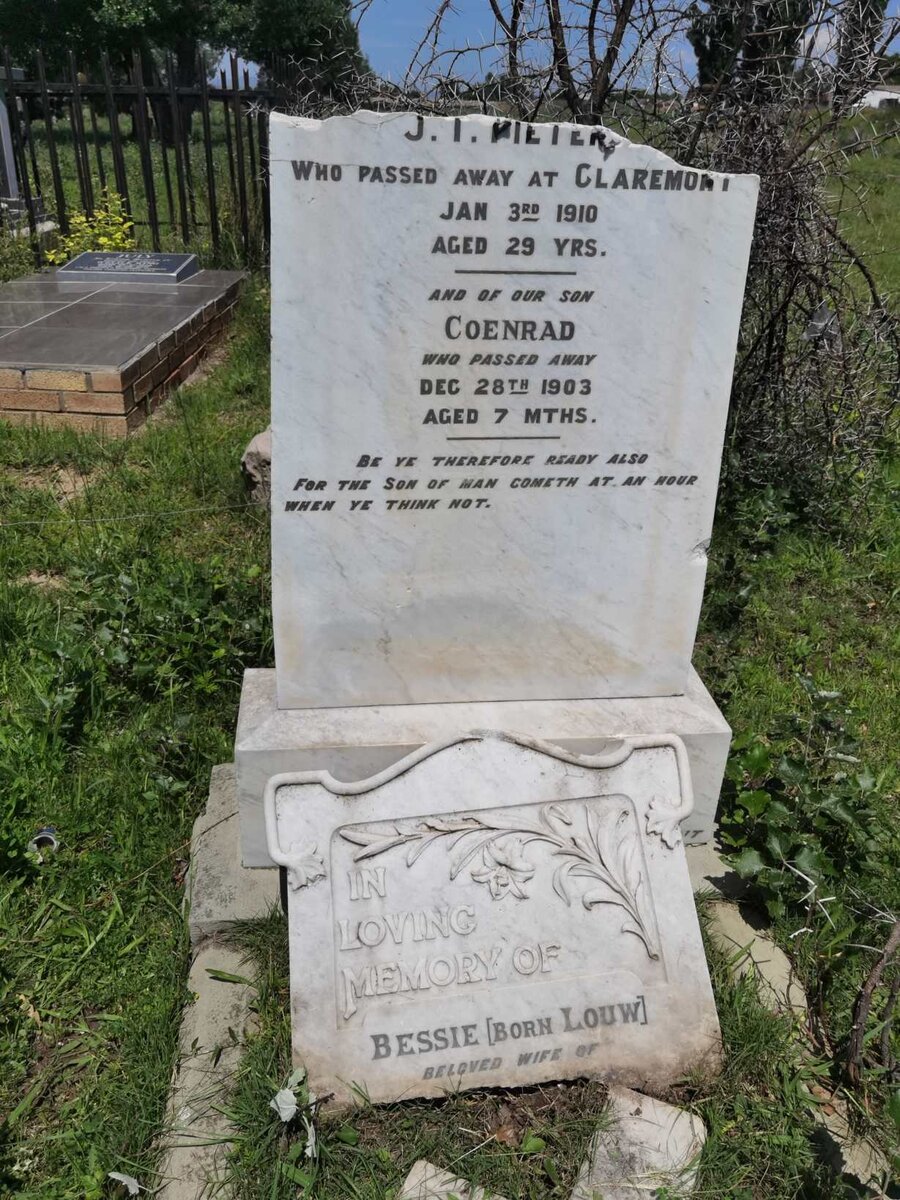 J. I. PIETER
WHO PASSED AWAY AT CLAREMONT
JAN 3RD 1910
AGED 29 YRS.
AND OF OUR SON
COENRAD
WHO PASSED AWAY
DEC 28TH 1903
AGED 7 MTHS.
BE YE THEREFORE READY ALSO
FOR THE SON OF MAN COMETH AT AN HOUR
WHEN YE THINK NOT.
IN
LOVING
MEMORY OF
BESSIE [BORN LOUW]
BELOVED WIFE OF